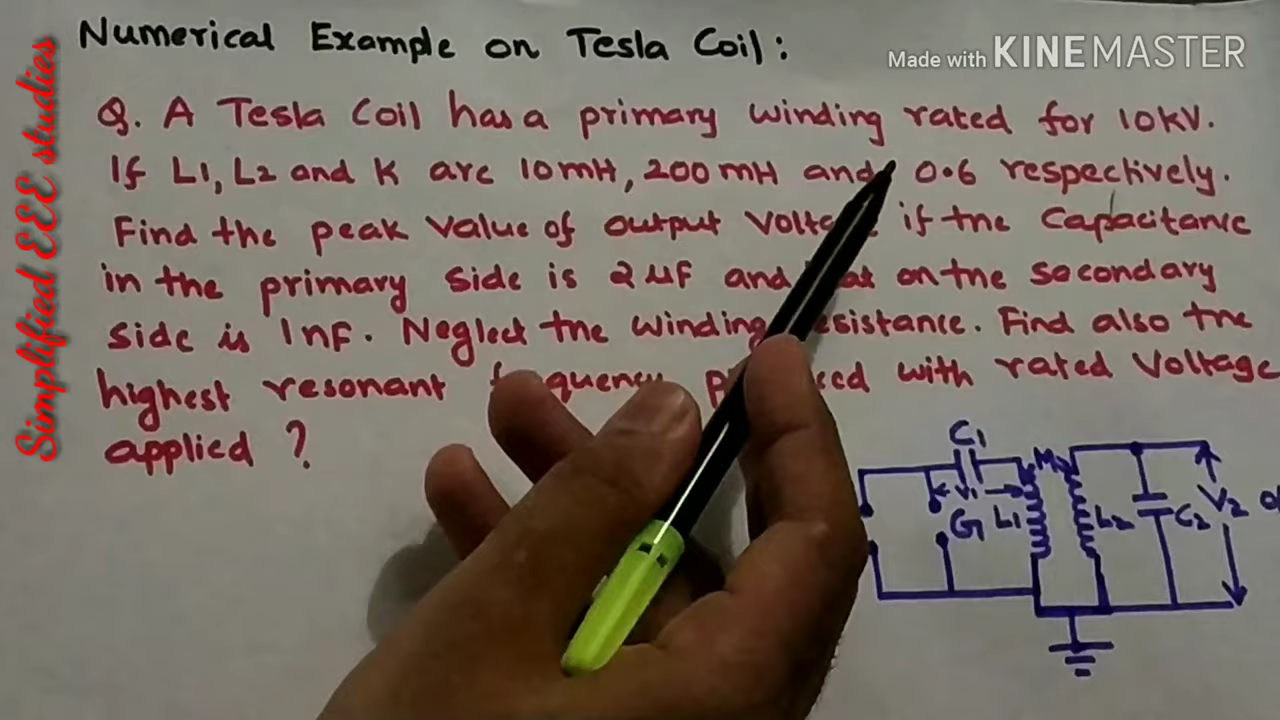 Numerical Example on Tesla Coil:
Made with KINEMASTER
Simplified EEE studies
Q. A Tesla Coil has a primary winding rated for 10kV.
If L1, L2 and K are 10mH, 200mH and 0.6 respectively.
Find the peak value of output if the Capacitance
in the primary side is 2µF and on the secondary
side is 1nF. Neglect the winding resistance. Find also the
highest resonant with rated Voltage
applied ?
C1
M
V1
G L1
L2
C2
V2